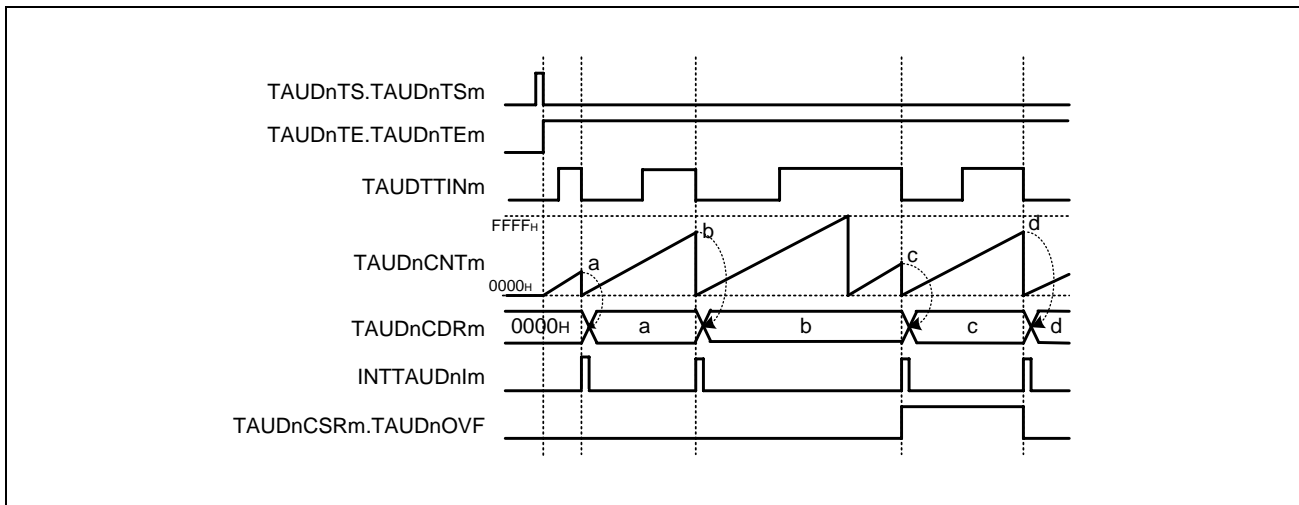 TAUDnTS.TAUDnTSm
TAUDnTE.TAUDnTEm
TAUDTTINm
FFFFH
TAUDnCNTm
0000H
a
b
c
d
TAUDnCDRm
0000H
a
b
c
d
INTTAUDnIm
TAUDnCSRm.TAUDnOVF